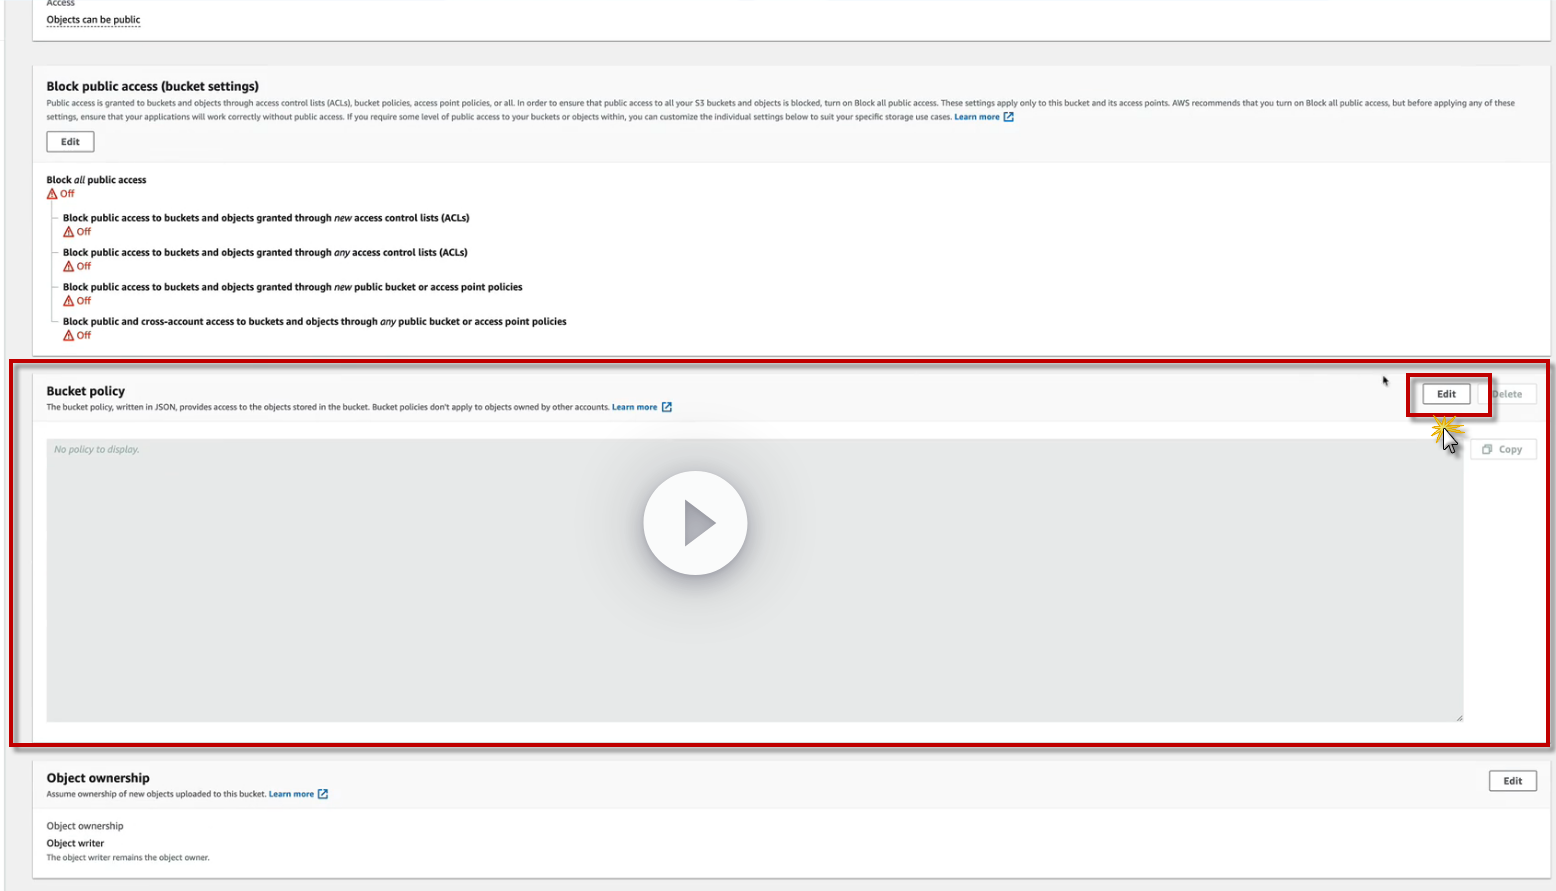 Access
Objects can be public
Block public access (bucket settings)
Public access is granted to buckets and objects through access control lists (ACLs), bucket policies, access point policies, or all. In order to ensure that public access to all your S3 buckets and objects is blocked, turn on Block all public access. These settings apply only to this bucket and its access points. AWS recommends that you turn on Block all public access, but before applying any of these
settings, ensure that your applications will work correctly without public access. If you require some level of public access to your buckets or objects within, you can customize the individual settings below to suit your specific storage use cases. Learn more
Edit
Block all public access
Off
Block public access to buckets and objects granted through new access control lists (ACLs)
Off
Block public access to buckets and objects granted through any access control lists (ACLs)
Off
Block public access to buckets and objects granted through new public bucket or access point policies
Off
Block public and cross-account access to buckets and objects through any public bucket or access point policies
Off
Bucket policy
Edit
Delete
The bucket policy, written in JSON, provides access to the objects stored in the bucket. Bucket policies don't apply to objects owned by other accounts. Learn more
No policy to display.
Copy
Object ownership
Edit
Assume ownership of new objects uploaded to this bucket. Learn more
Object ownership
Object writer
The object writer remains the object owner.